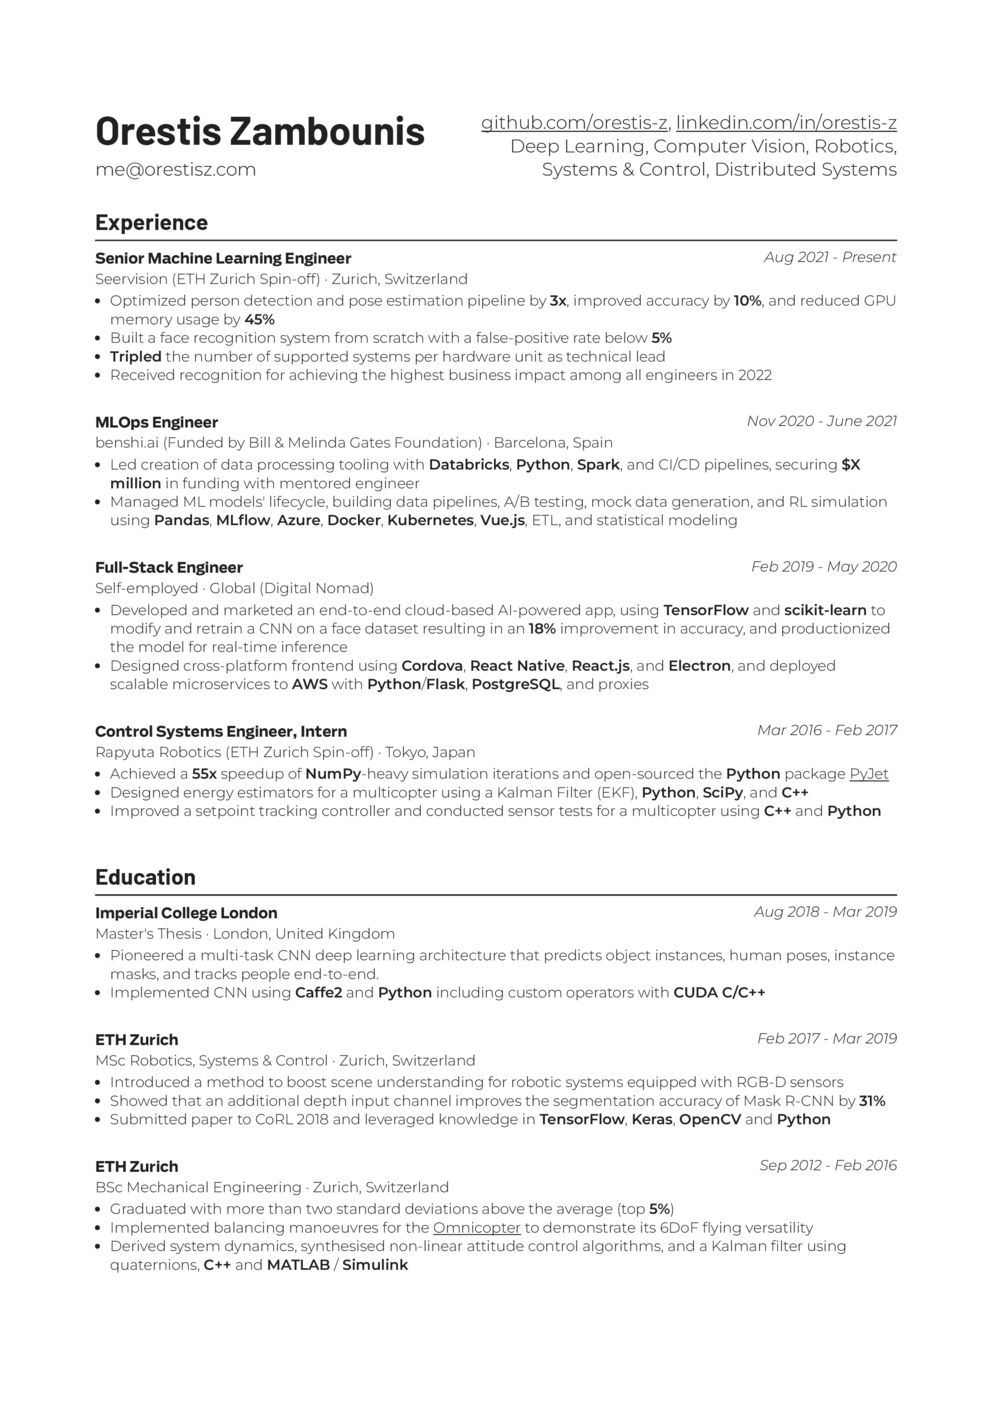 Orestis Zambounis
me@orestisz.com
github.com/orestis-z, linkedin.com/in/orestis-z
Deep Learning, Computer Vision, Robotics,
Systems & Control, Distributed Systems
Experience
Senior Machine Learning Engineer
Aug 2021 - Present
Seervision (ETH Zurich Spin-off) · Zurich, Switzerland
• Optimized person detection and pose estimation pipeline by 3x, improved accuracy by 10%, and reduced GPU
memory usage by 45%
• Built a face recognition system from scratch with a false-positive rate below 5%
• Tripled the number of supported systems per hardware unit as technical lead
• Received recognition for achieving the highest business impact among all engineers in 2022
MLOps Engineer
Nov 2020 - June 2021
benshi.ai (Funded by Bill & Melinda Gates Foundation) · Barcelona, Spain
• Led creation of data processing tooling with Databricks, Python, Spark, and CI/CD pipelines, securing $X
million in funding with mentored engineer
• Managed ML models' lifecycle, building data pipelines, A/B testing, mock data generation, and RL simulation
using Pandas, MLflow, Azure, Docker, Kubernetes, Vue.js, ETL, and statistical modeling
Full-Stack Engineer
Feb 2019 - May 2020
Self-employed · Global (Digital Nomad)
• Developed and marketed an end-to-end cloud-based AI-powered app, using TensorFlow and scikit-learn to
modify and retrain a CNN on a face dataset resulting in an 18% improvement in accuracy, and productionized
the model for real-time inference
• Designed cross-platform frontend using Cordova, React Native, React.js, and Electron, and deployed
scalable microservices to AWS with Python/Flask, PostgreSQL, and proxies
Control Systems Engineer, Intern
Mar 2016 - Feb 2017
Rapyuta Robotics (ETH Zurich Spin-off) · Tokyo, Japan
• Achieved a 55x speedup of NumPy-heavy simulation iterations and open-sourced the Python package PyJet
• Designed energy estimators for a multicopter using a Kalman Filter (EKF), Python, SciPy, and C++
• Improved a setpoint tracking controller and conducted sensor tests for a multicopter using C++ and Python
Education
Imperial College London
Aug 2018 - Mar 2019
Master's Thesis · London, United Kingdom
• Pioneered a multi-task CNN deep learning architecture that predicts object instances, human poses, instance
masks, and tracks people end-to-end.
• Implemented CNN using Caffe2 and Python including custom operators with CUDA C/C++
ETH Zurich
Feb 2017 - Mar 2019
MSc Robotics, Systems & Control · Zurich, Switzerland
• Introduced a method to boost scene understanding for robotic systems equipped with RGB-D sensors
• Showed that an additional depth input channel improves the segmentation accuracy of Mask R-CNN by 31%
• Submitted paper to CoRL 2018 and leveraged knowledge in TensorFlow, Keras, OpenCV and Python
ETH Zurich
Sep 2012 - Feb 2016
BSc Mechanical Engineering · Zurich, Switzerland
• Graduated with more than two standard deviations above the average (top 5%)
• Implemented balancing manoeuvres for the Omnicopter to demonstrate its 6DoF flying versatility
• Derived system dynamics, synthesised non-linear attitude control algorithms, and a Kalman filter using
quaternions, C++ and MATLAB / Simulink